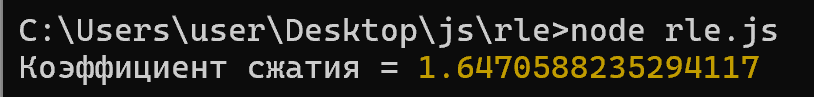 C:\Users\user\Desktop\js\rle>node rle.js
Коэффициент сжатия = 1.6470588235294117